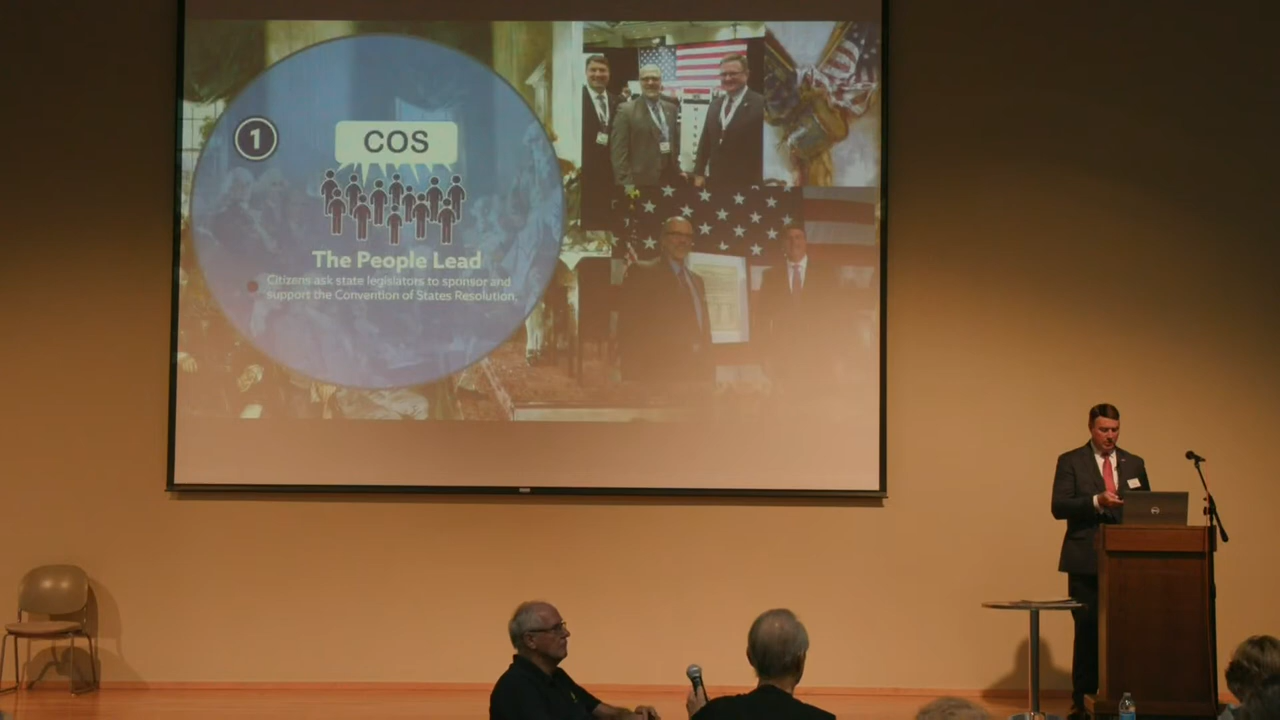 1
COS
The People Lead
Citizens ask state legislators to sponsor and
support the Convention of States Resolution.